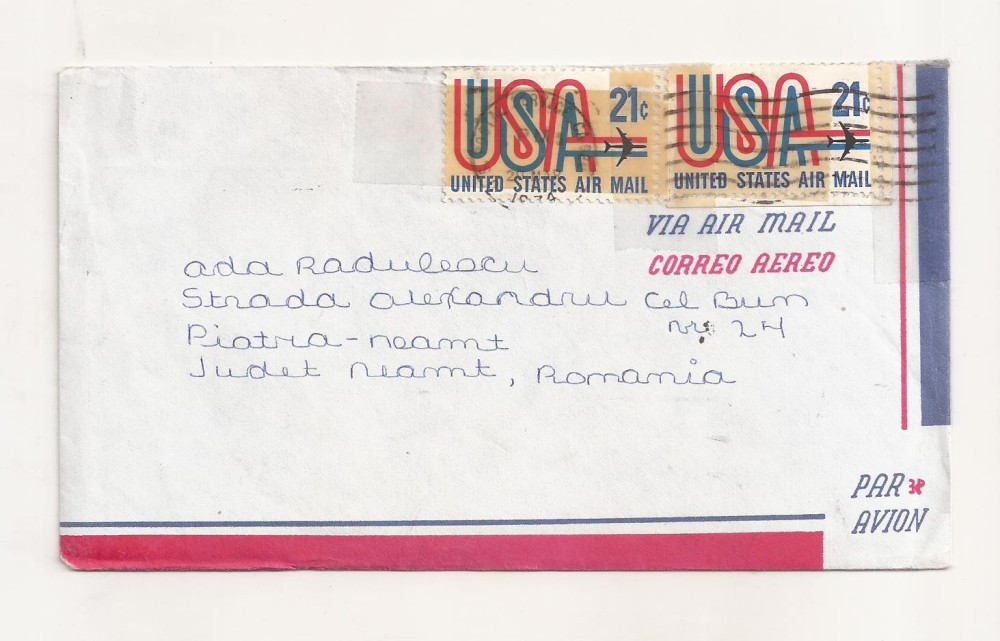 USA 21¢
UNITED STATES AIR MAIL
USA 21¢
UNITED STATES AIR MAIL
VIA AIR MAIL
CORREO AEREO
ada Radulescu
Strada alexandru cel Bun
nr 24
Piatra-neamt
Judet neamt, Romania
PAR
AVION